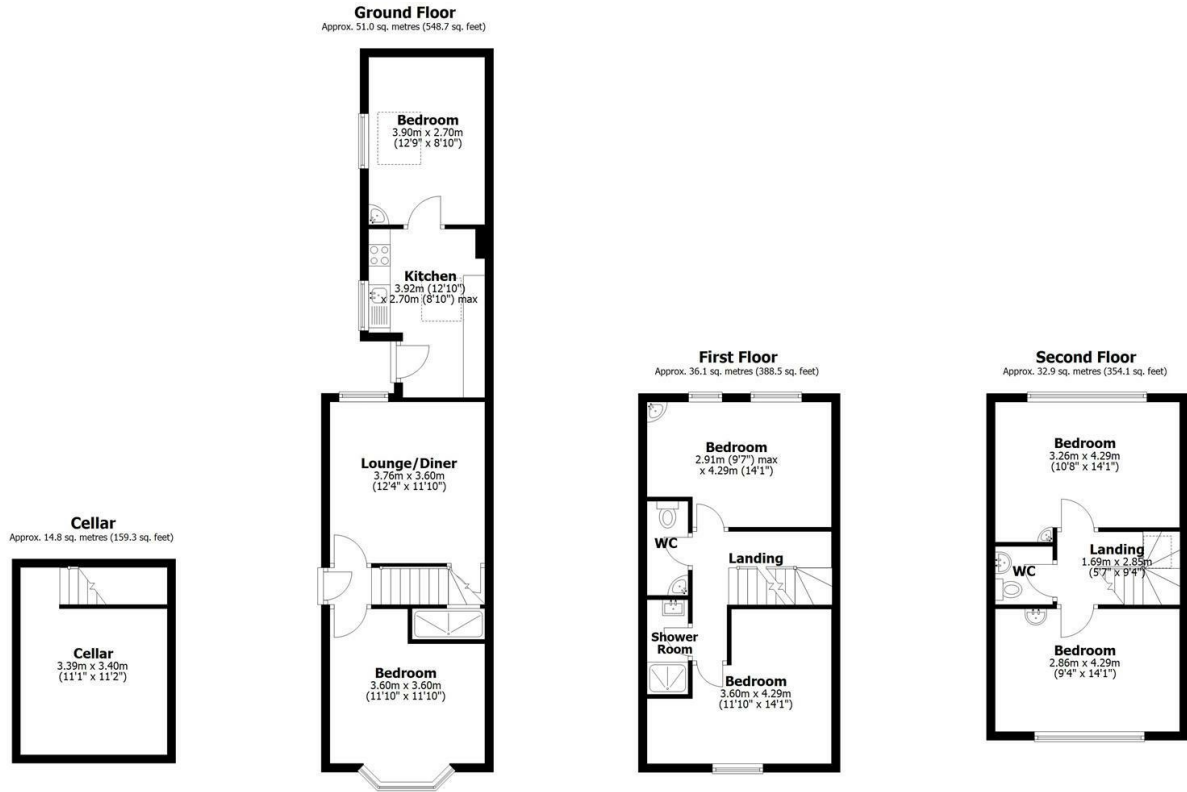 Ground Floor
Approx. 51.0 sq. metres (548.7 sq. feet)
Bedroom
3.90m x 2.70m
(12'9" x 8'10")
Kitchen
3.92m (12'10")
x 2.70m (8'10") max
Lounge/Diner
3.76m x 3.60m
(12'4" x 11'10")
Bedroom
3.60m x 3.60m
(11'10" x 11'10")
Cellar
Approx. 14.8 sq. metres (159.3 sq. feet)
Cellar
3.39m x 3.40m
(11'1" x 11'2")
First Floor
Approx. 36.1 sq. metres (388.5 sq. feet)
Bedroom
2.91m (9'7") max
x 4.29m (14'1")
WC
Landing
Shower
Room
Bedroom
3.60m x 4.29m
(11'10" x 14'1")
Second Floor
Approx. 32.9 sq. metres (354.1 sq. feet)
Bedroom
3.26m x 4.29m
(10'8" x 14'1")
Landing
1.69m x 2.85m
(5'7" x 9'4")
WC
Bedroom
2.86m x 4.29m
(9'4" x 14'1")